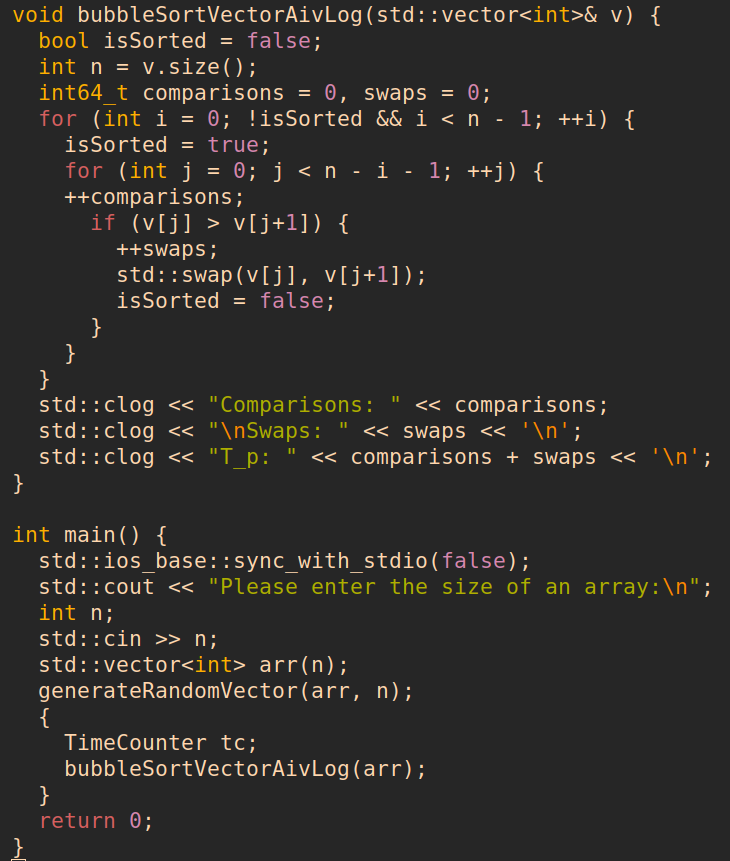 void bubbleSortVectorAivLog(std::vector<int>& v) {
  bool isSorted = false;
  int n = v.size();
  int64_t comparisons = 0, swaps = 0;
  for (int i = 0; !isSorted && i < n - 1; ++i) {
    isSorted = true;
    for (int j = 0; j < n - i - 1; ++j) {
    ++comparisons;
      if (v[j] > v[j+1]) {
        ++swaps;
        std::swap(v[j], v[j+1]);
        isSorted = false;
      }
    }
  }
  std::clog << "Comparisons: " << comparisons;
  std::clog << "\nSwaps: " << swaps << '\n';
  std::clog << "T_p: " << comparisons + swaps << '\n';
}

int main() {
  std::ios_base::sync_with_stdio(false);
  std::cout << "Please enter the size of an array:\n";
  int n;
  std::cin >> n;
  std::vector<int> arr(n);
  generateRandomVector(arr, n);
  {
    TimeCounter tc;
    bubbleSortVectorAivLog(arr);
  }
  return 0;
}